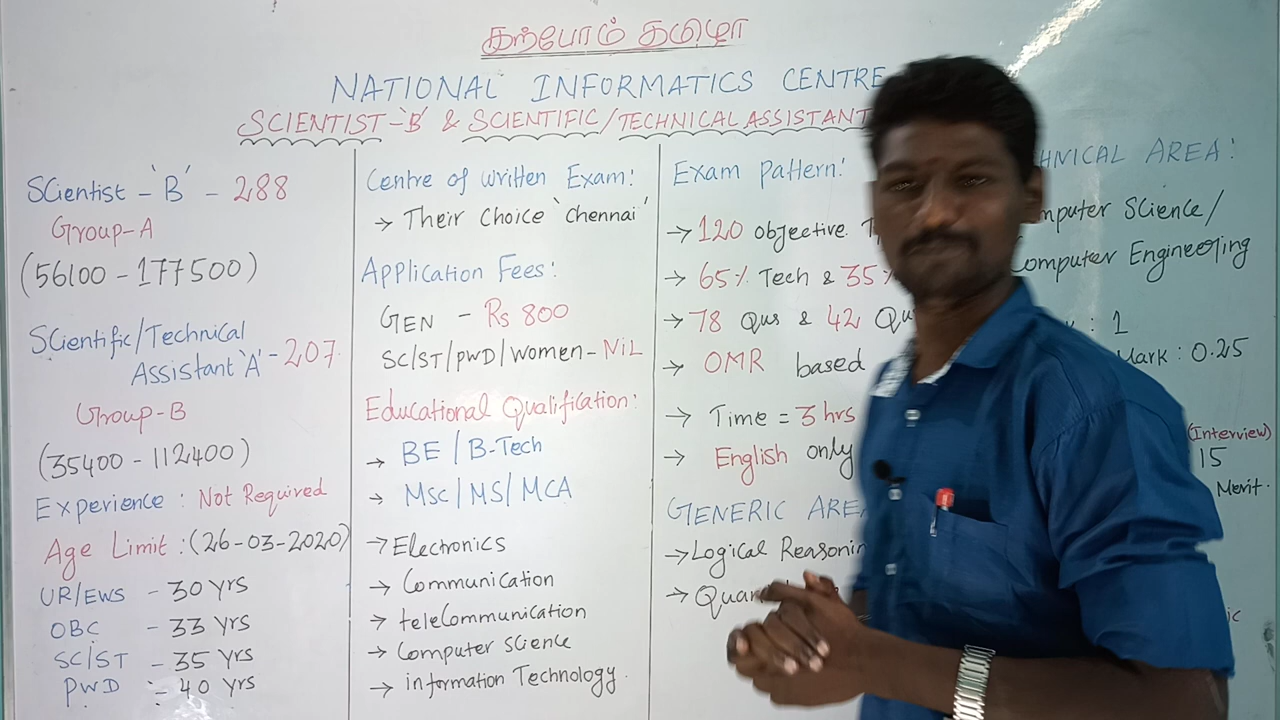 கற்போம் தமிழா
NATIONAL INFORMATICS CENTRE
SCIENTIST-'B' & SCIENTIFIC/TECHNICAL ASSISTANT
Scientist - 'B' - 288
Group-A
(56100 - 177500)
Scientific/Technical
Assistant 'A' - 207
Group-B
(35400 - 112400)
Experience : Not Required
Age Limit : (26-03-2020)
UR/EWS - 30 yrs
OBC - 33 yrs
SC/ST - 35 yrs
PWD - 40 yrs
Centre of written Exam:
→ Their choice 'chennai'
Application Fees:
GEN - Rs 800
SC/ST/PWD/women - NiL
Educational Qualification:
→ BE / B-Tech
→ MSc / MS / MCA
→ Electronics
→ Communication
→ teleCommunication
→ Computer science
→ information Technology.
Exam Pattern:
→ 120 objective
→ 65% Tech & 35%
→ 78 Qus & 42
→ OMR based
→ Time = 3 hrs
→ English only
GENERIC
→ Logical
AREA:
Science/
Computer Engineering
: 1
Mark : 0.25
(Interview)
15
Merit.